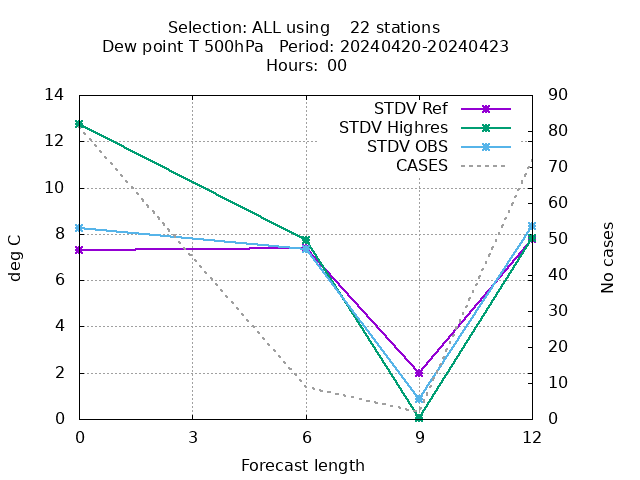 Selection: ALL using    22 stations
Dew point T 500hPa   Period: 20240420-20240423
Hours: 00
14
12
10
8
6
4
2
0
90
80
70
60
50
40
30
20
10
0
deg C
No cases
STDV Ref
STDV Highres
STDV OBS
CASES
0 3 6 9 12
Forecast length